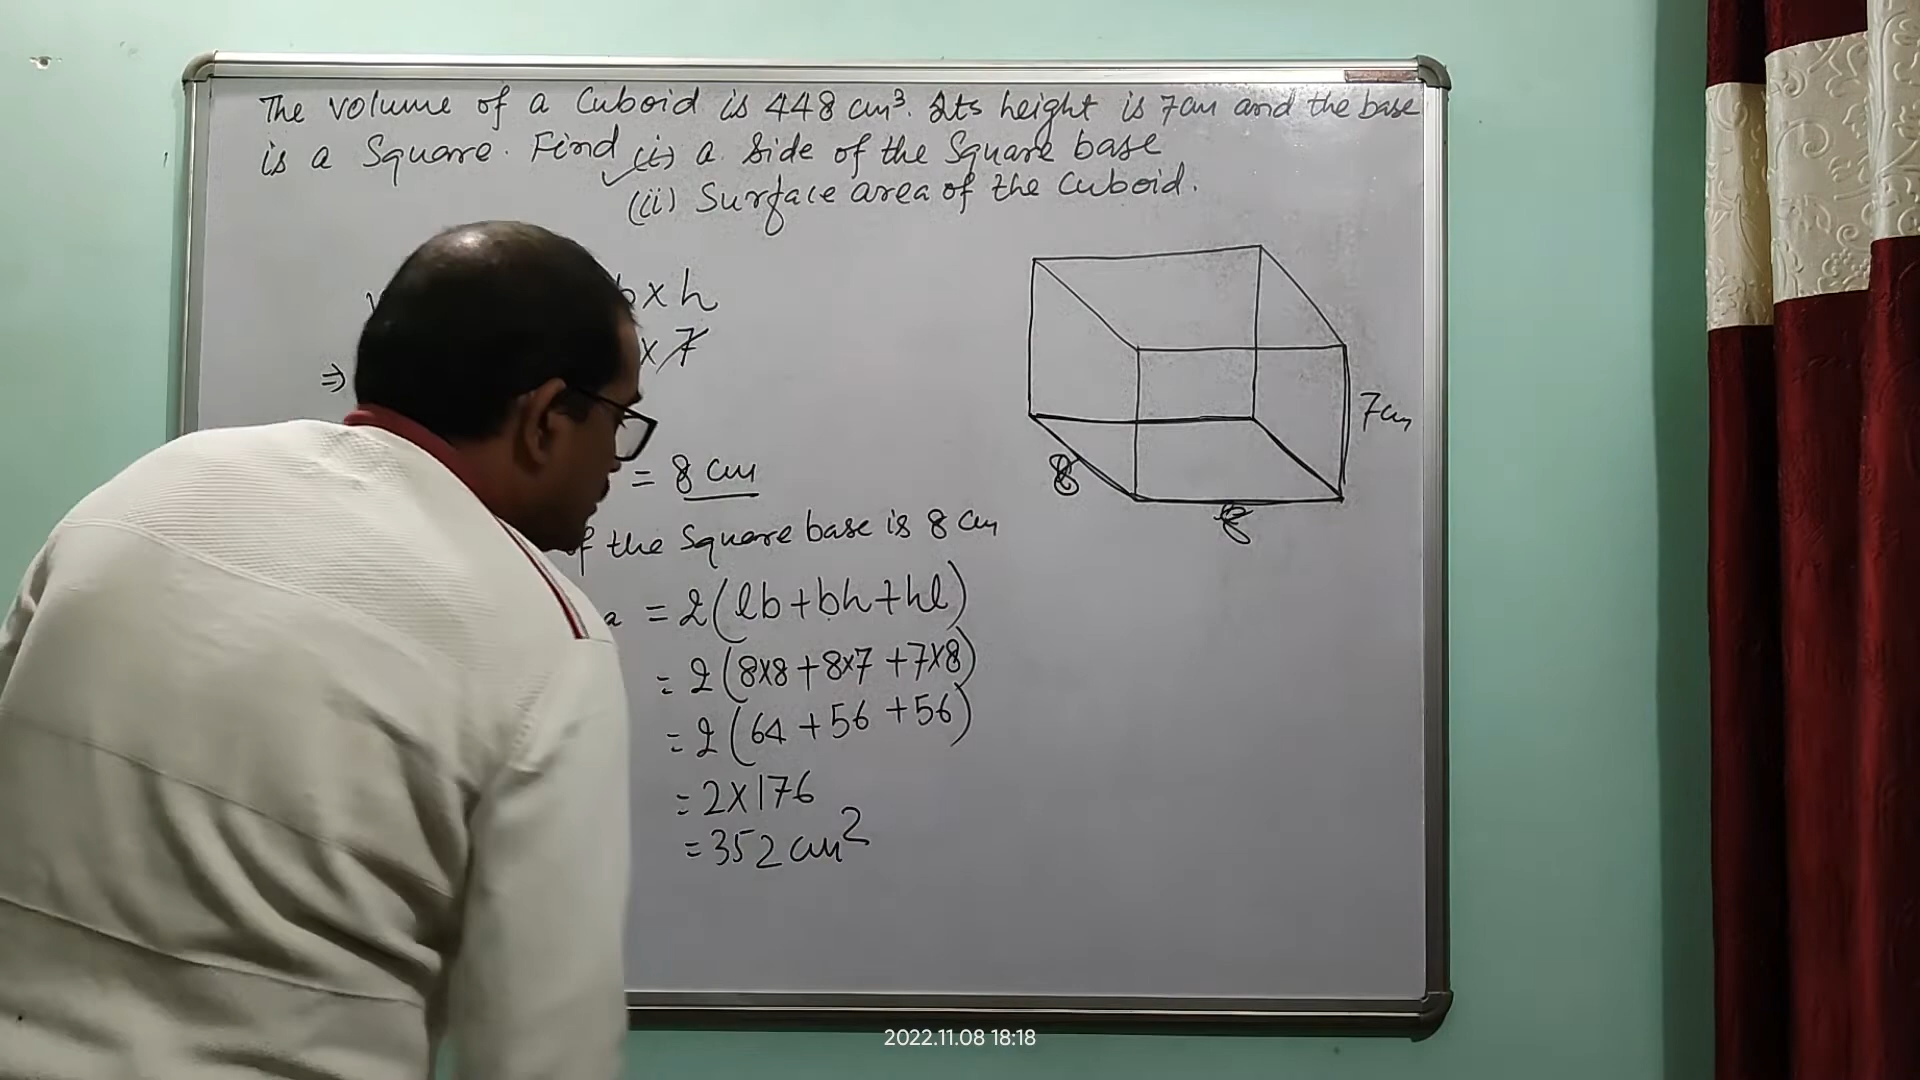 The volume of a Cuboid is 448 cm³. Its height is 7cm and the base
is a Square. Find (i) a side of the Square base
(ii) Surface area of the Cuboid.
b x h
⇒ x 7
= 8 cm
of the Square base is 8 cm
a = 2(lb+bh+hl)
= 2(8x8+8x7+7x8)
= 2(64+56+56)
= 2x176
= 352 cm²
7cm
8
8
2022.11.08 18:18